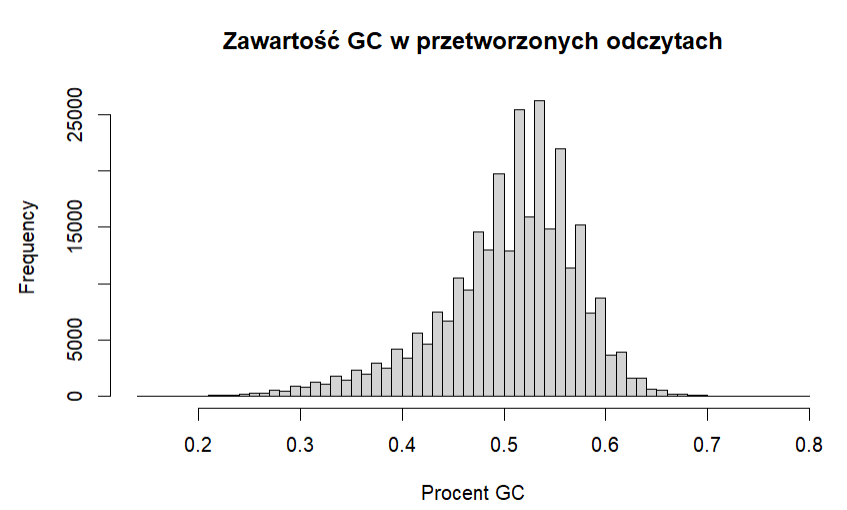 Zawartość GC w przetworzonych odczytach
25000
15000
5000
0
Frequency
0.2 0.3 0.4 0.5 0.6 0.7 0.8
Procent GC